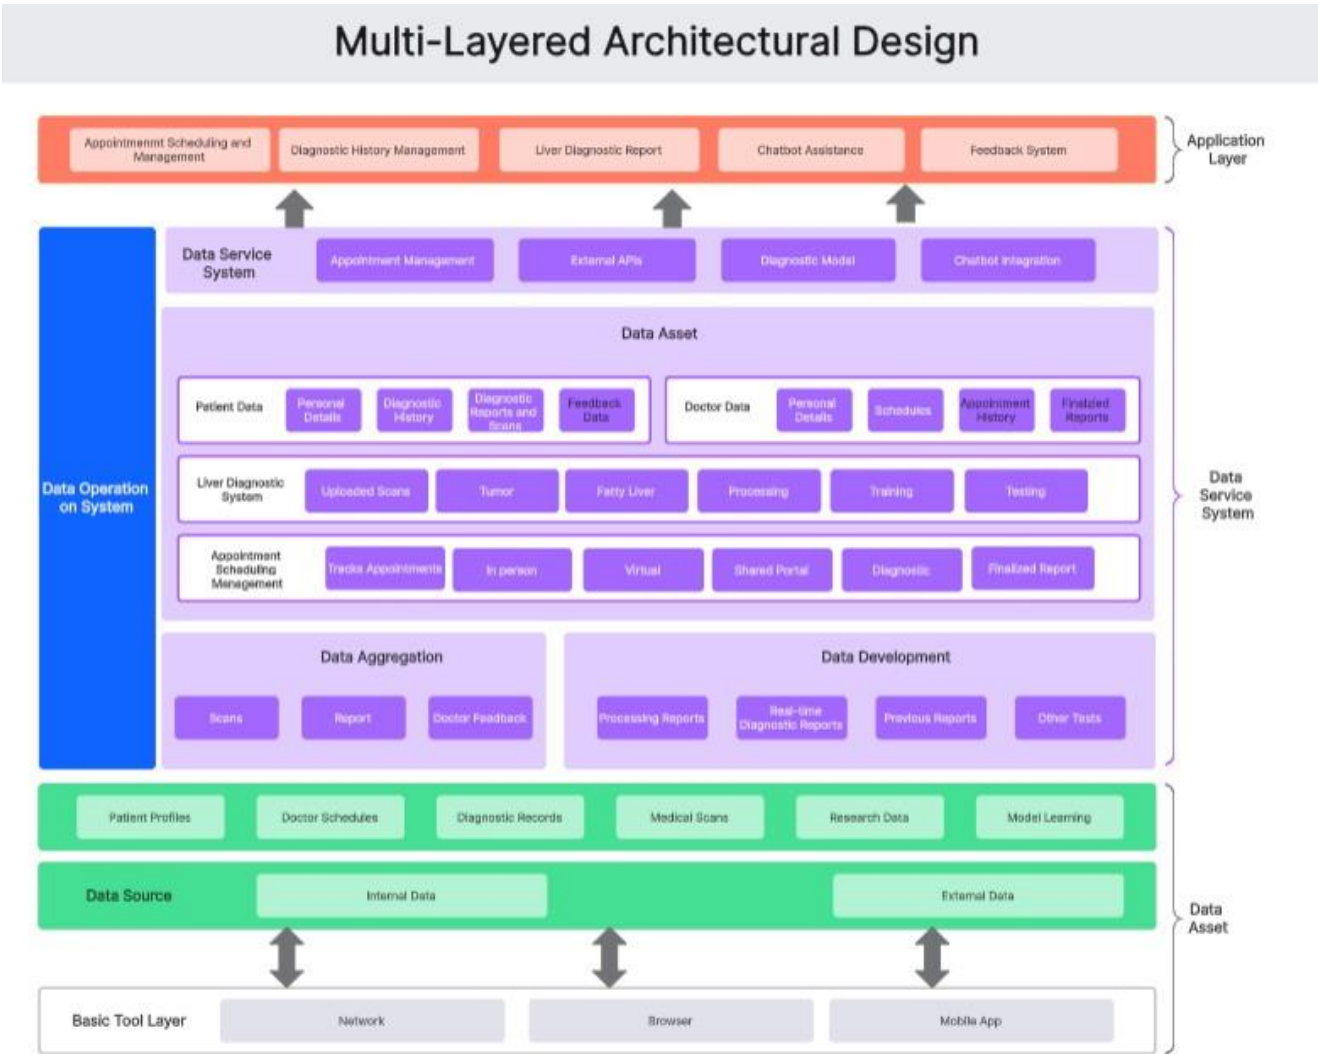 Multi-Layered Architectural Design
Appointmenmt Scheduling and
Management
Diagnostic History Management
Liver Diagnostic Report
Chatbot Assistance
Feedback System
Application
Layer
Data Service
System
Appointment Management
External APIs
Diagnostic Model
Chatbot Integration
Data Asset
Patient Data
Personal
Details
Diagnostic
History
Diagnostic
Reports and
Scans
Feedback
Data
Doctor Data
Personal
Details
Schedules
Appointment
History
Finalzied
Reports
Liver Diagnostic
System
Uploaded Scans
Tumor
Fatty Liver
Processing
Training
Testing
Appointment
Scheduling
Management
Tracks Appointments
In person
Virtual
Shared Portal
Diagnostic
Finalized Report
Data Operation
on System
Data
Service
System
Data Aggregation
Scans
Report
Doctor Feedback
Data Development
Processing Reports
Real-time
Diagnostic Reports
Previous Reports
Other Tests
Patient Profiles
Doctor Schedules
Diagnostic Records
Medical Scans
Research Data
Model Learning
Data Source
Internal Data
External Data
Data
Asset
Basic Tool Layer
Network
Browser
Mobile App